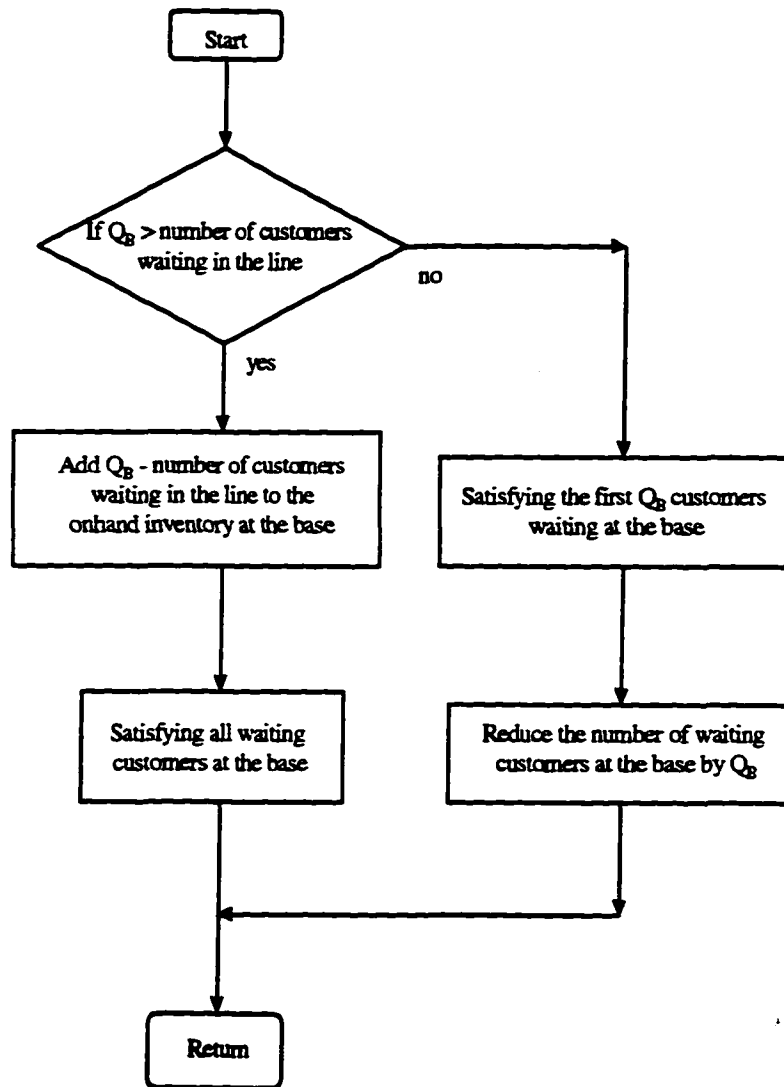 Start
If Q_B > number of customers
waiting in the line
no
yes
Add Q_B - number of customers
waiting in the line to the
onhand inventory at the base
Satisfying the first Q_B customers
waiting at the base
Satisfying all waiting
customers at the base
Reduce the number of waiting
customers at the base by Q_B
Return